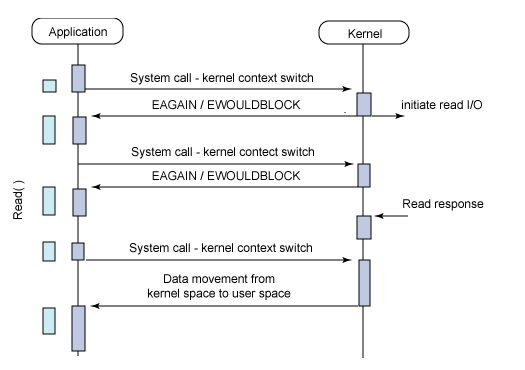 Application
Kernel
System call - kernel context switch
EAGAIN / EWOULDBLOCK
initiate read I/O
System call - kernel contect switch
EAGAIN / EWOULDBLOCK
Read( )
Read response
System call - kernel context switch
Data movement from
kernel space to user space